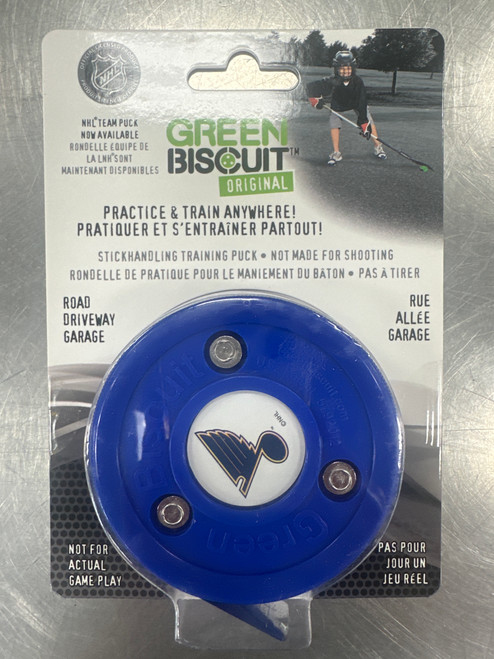 NHL
NHL® TEAM PUCK
NOW AVAILABLE
RONDELLE ÉQUIPE DE
LA LNH® SONT
MAINTENANT DISPONIBLES
GREEN
BISCUIT™
ORIGINAL
PRACTICE & TRAIN ANYWHERE!
PRATIQUER ET S'ENTRAÎNER PARTOUT!
STICKHANDLING TRAINING PUCK • NOT MADE FOR SHOOTING
RONDELLE DE PRATIQUE POUR LE MANIEMENT DU BÂTON • PAS À TIRER
ROAD
DRIVEWAY
GARAGE
RUE
ALLÉE
GARAGE
Biscuit
Green
NOT FOR
ACTUAL
GAME PLAY
PAS POUR
JOUR UN
JEU RÉEL